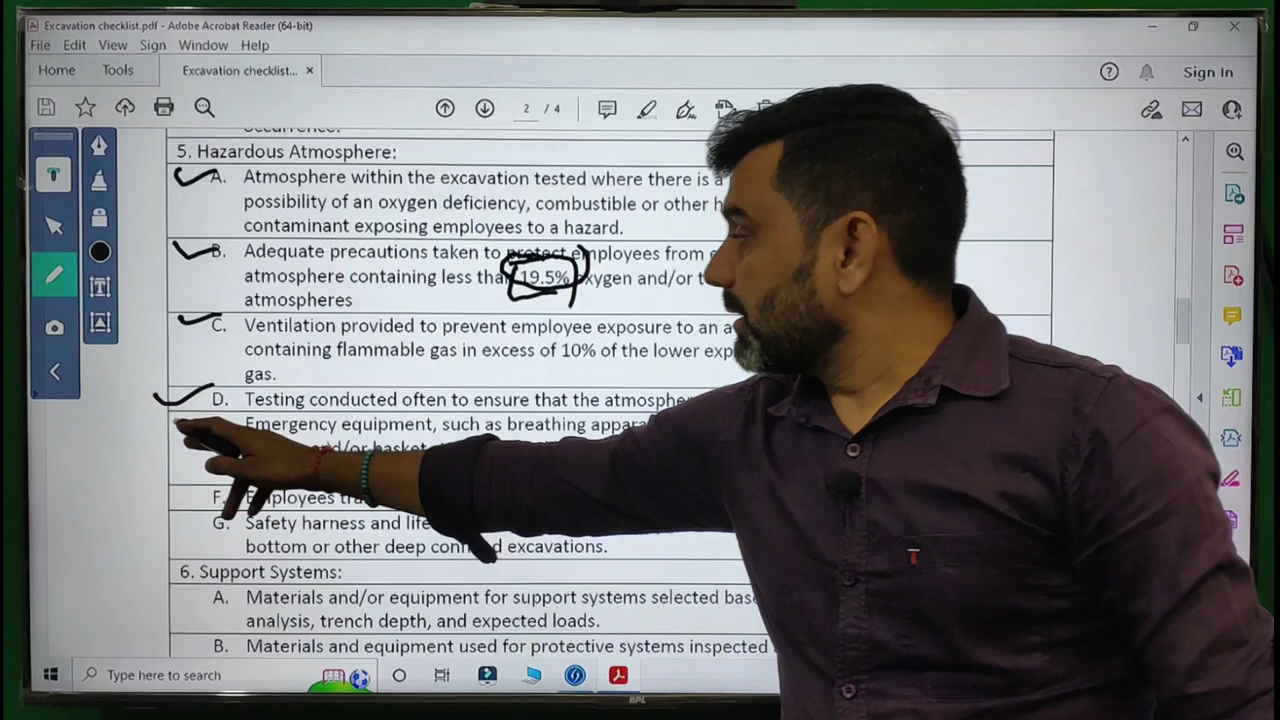 Excavation checklist.pdf - Adobe Acrobat Reader (64-bit)
File Edit View Sign Window Help
Home Tools Excavation checklist... ×
Sign In
2 / 4
occurrence.
5. Hazardous Atmosphere:
A. Atmosphere within the excavation tested where there is a
possibility of an oxygen deficiency, combustible or other
contaminant exposing employees to a hazard.
B. Adequate precautions taken to protect employees from
atmosphere containing less than 19.5% oxygen and/or
atmospheres
C. Ventilation provided to prevent employee exposure to an
containing flammable gas in excess of 10% of the lower
gas.
D. Testing conducted often to ensure that the
Emergency equipment, such as breathing
and/or basket
F. Employees
G. Safety harness and
bottom or other deep excavations.
6. Support Systems:
A. Materials and/or equipment for support systems selected
analysis, trench depth, and expected loads.
B. Materials and equipment used for protective systems inspected
Type here to search
BPL